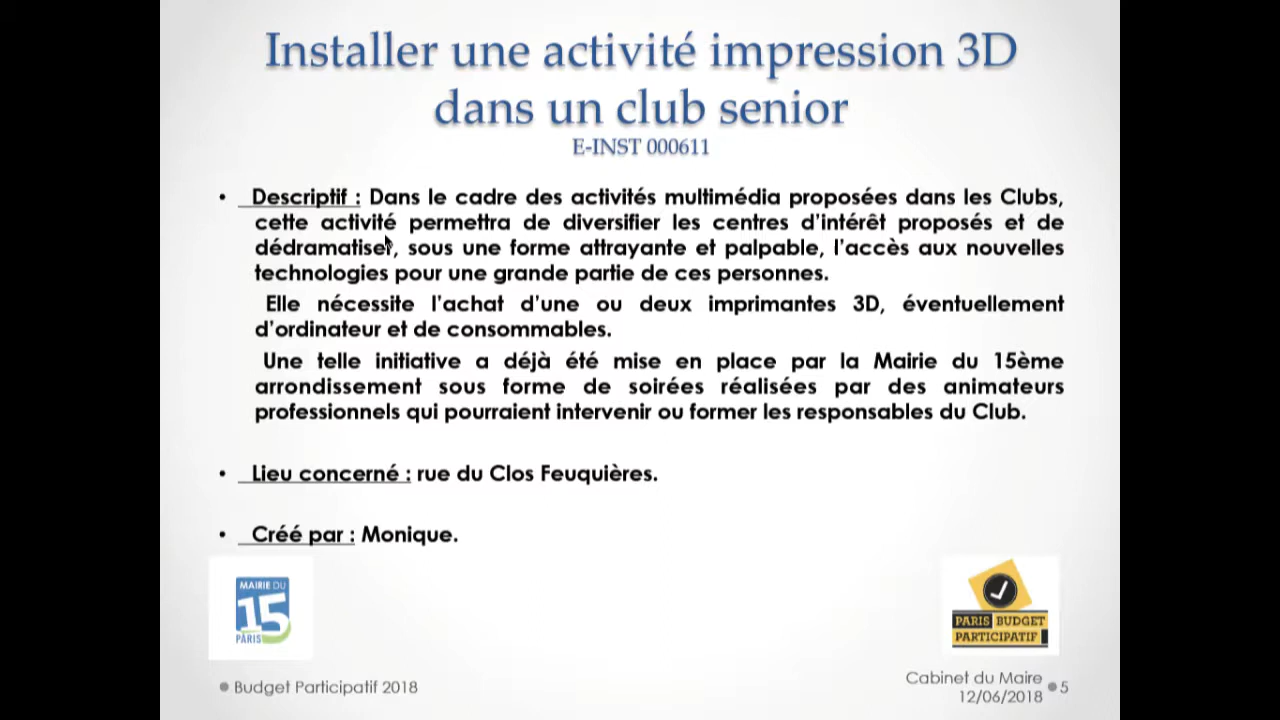 Installer une activité impression 3D
dans un club senior
E-INST 000611
• Descriptif : Dans le cadre des activités multimédia proposées dans les Clubs,
cette activité permettra de diversifier les centres d'intérêt proposés et de
dédramatiser, sous une forme attrayante et palpable, l'accès aux nouvelles
technologies pour une grande partie de ces personnes.
Elle nécessite l'achat d'une ou deux imprimantes 3D, éventuellement
d'ordinateur et de consommables.
Une telle initiative a déjà été mise en place par la Mairie du 15ème
arrondissement sous forme de soirées réalisées par des animateurs
professionnels qui pourraient intervenir ou former les responsables du Club.
• Lieu concerné : rue du Clos Feuquières.
• Créé par : Monique.
MAIRIE DU
15
PARIS
PARIS BUDGET
PARTICIPATIF
Budget Participatif 2018
Cabinet du Maire
12/06/2018
5